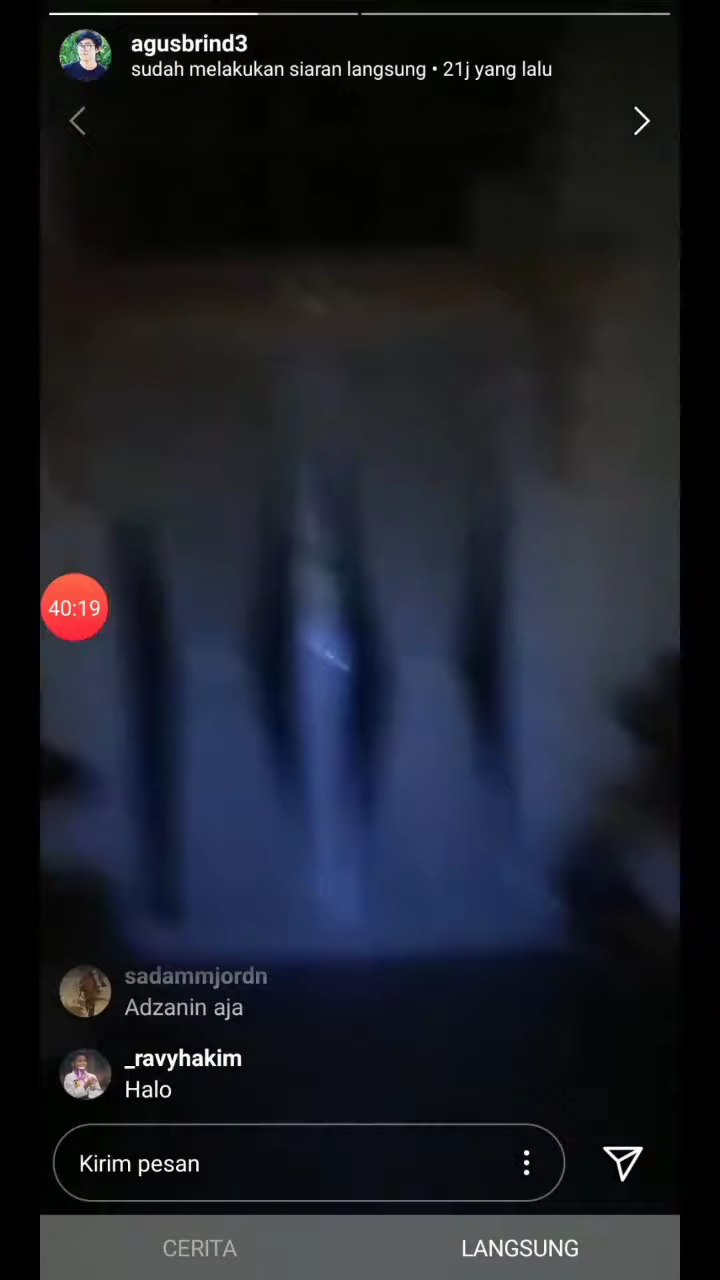 agusbrind3
sudah melakukan siaran langsung • 21j yang lalu
40:19
sadammjordn
Adzanin aja
_ravyhakim
Halo
Kirim pesan
CERITA
LANGSUNG